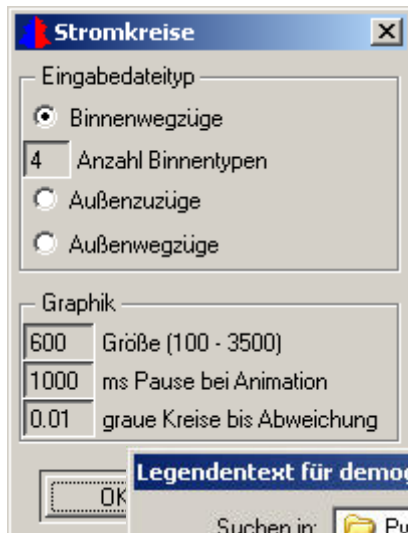 Stromkreise
Eingabedateityp
Binnenwegzüge
4 Anzahl Binnentypen
Außenzuzüge
Außenwegzüge
Graphik
600 Größe (100 - 3500)
1000 ms Pause bei Animation
0.01 graue Kreise bis Abweichung
OK
Legendentext für
Suchen in: